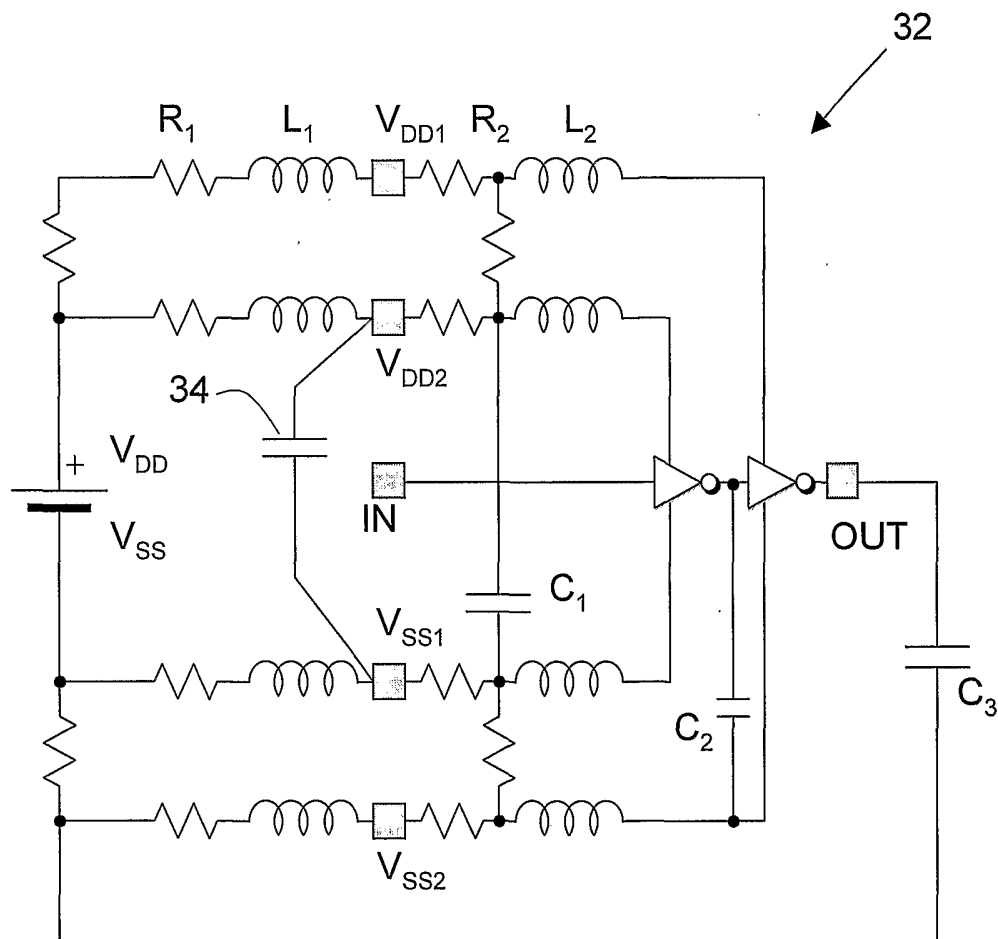 32
R1 L1 VDD1 R2 L2
VDD2
34
+ VDD
IN
VSS
OUT
C1
VSS1
C3
C2
VSS2